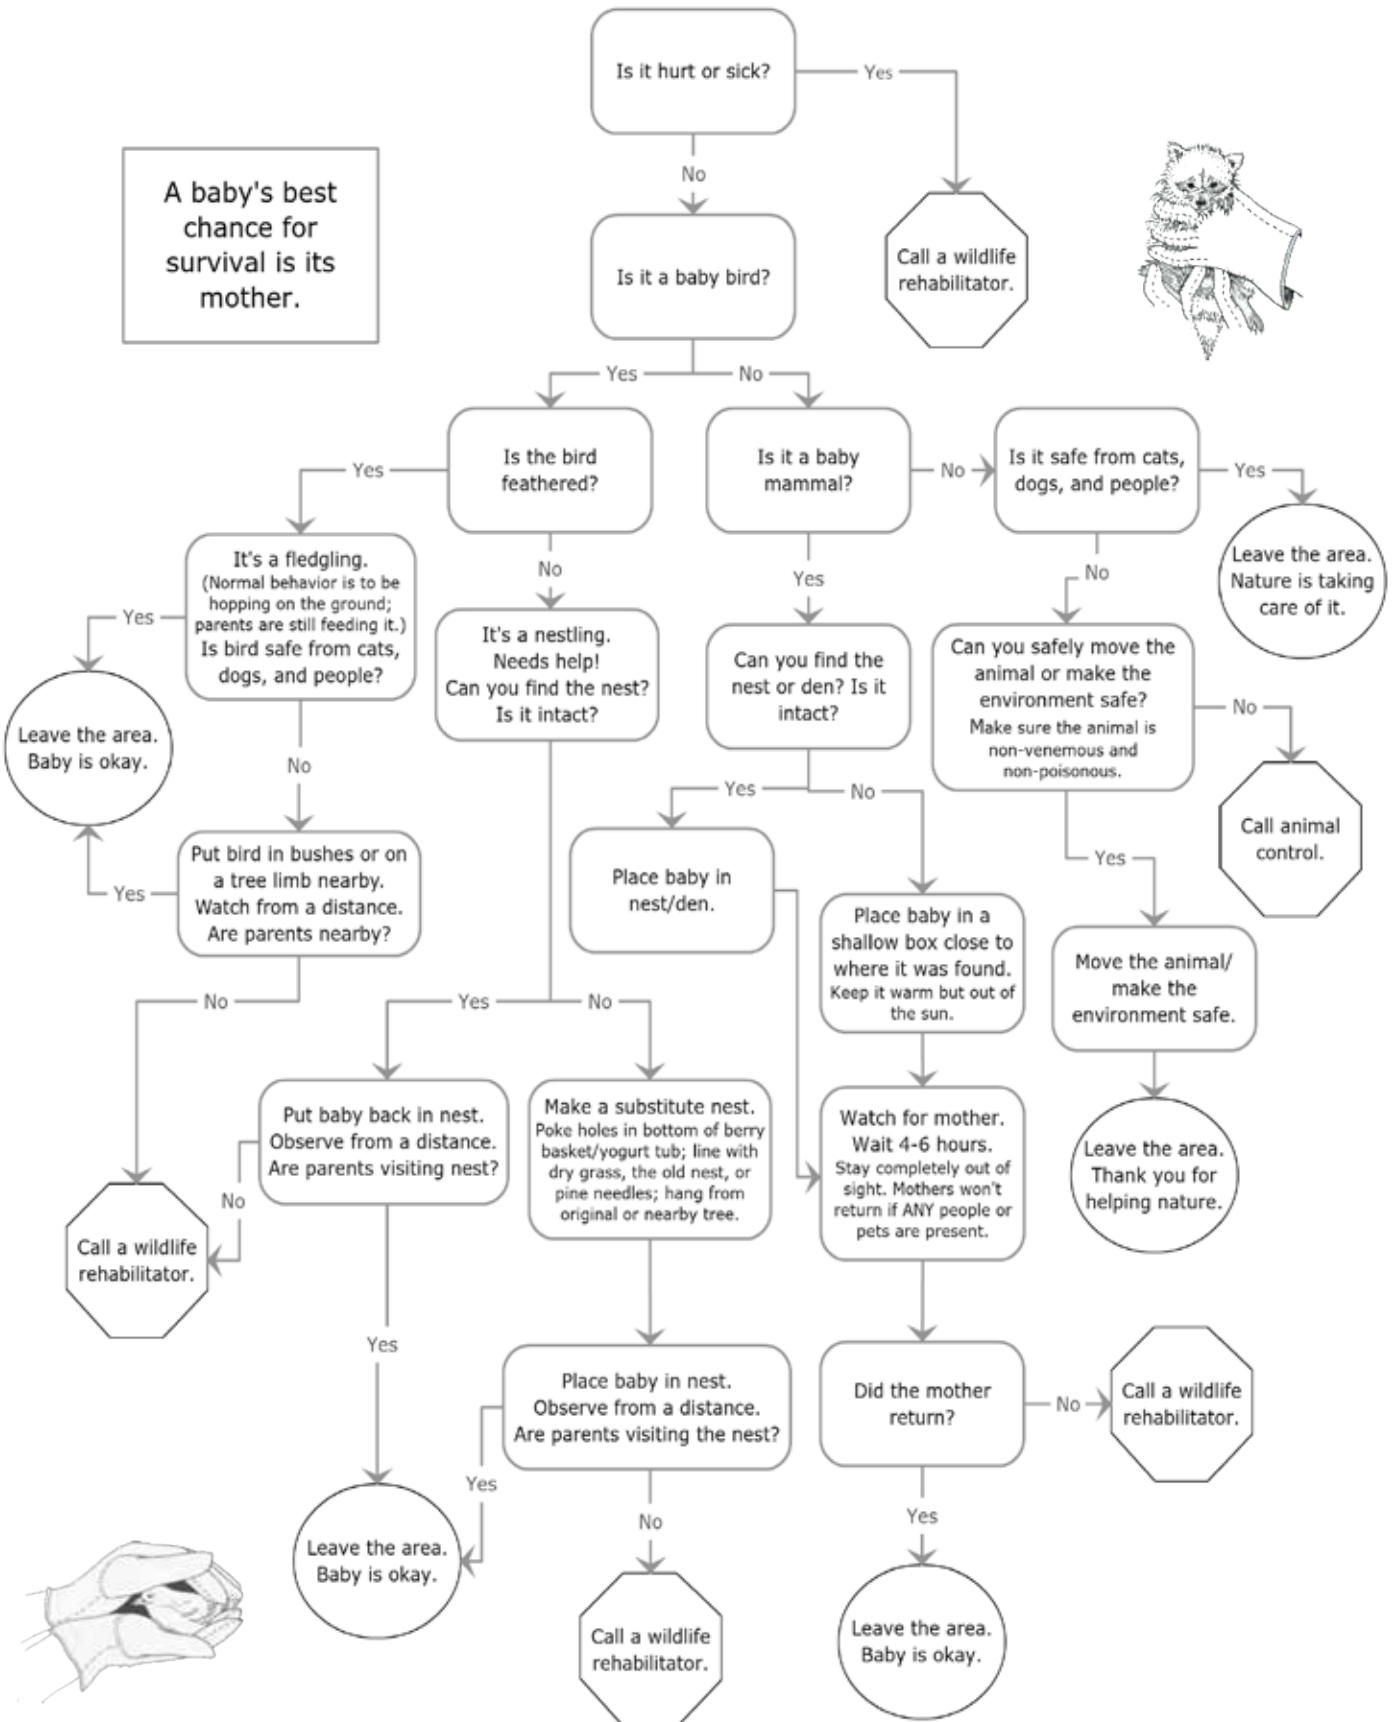 Is it hurt or sick?
Yes
No
A baby's best
chance for
survival is its
mother.
Call a wildlife
rehabilitator.
Is it a baby bird?
Yes
No
Is the bird
feathered?
Is it a baby
mammal?
Is it safe from cats,
dogs, and people?
Yes
No
Yes
No
Yes
No
Leave the area.
Nature is taking
care of it.
It's a fledgling.
(Normal behavior is to be
hopping on the ground;
parents are still feeding it.)
Is bird safe from cats,
dogs, and people?
Yes
No
It's a nestling.
Needs help!
Can you find the nest?
Is it intact?
Can you find the
nest or den? Is it
intact?
Can you safely move the
animal or make the
environment safe?
Make sure the animal is
non-venemous and
non-poisonous.
No
Leave the area.
Baby is okay.
Yes
No
Call animal
control.
Put bird in bushes or on
a tree limb nearby.
Watch from a distance.
Are parents nearby?
Yes
No
Place baby in
nest/den.
Place baby in a
shallow box close to
where it was found.
Keep it warm but out of
the sun.
Yes
Move the animal/
make the
environment safe.
Yes
No
Put baby back in nest.
Observe from a distance.
Are parents visiting nest?
No
Yes
Make a substitute nest.
Poke holes in bottom of berry
basket/yogurt tub; line with
dry grass, the old nest, or
pine needles; hang from
original or nearby tree.
Watch for mother.
Wait 4-6 hours.
Stay completely out of
sight. Mothers won't
return if ANY people or
pets are present.
Leave the area.
Thank you for
helping nature.
Call a wildlife
rehabilitator.
Place baby in nest.
Observe from a distance.
Are parents visiting the nest?
Yes
No
Did the mother
return?
No
Call a wildlife
rehabilitator.
Yes
Leave the area.
Baby is okay.
Call a wildlife
rehabilitator.
Leave the area.
Baby is okay.